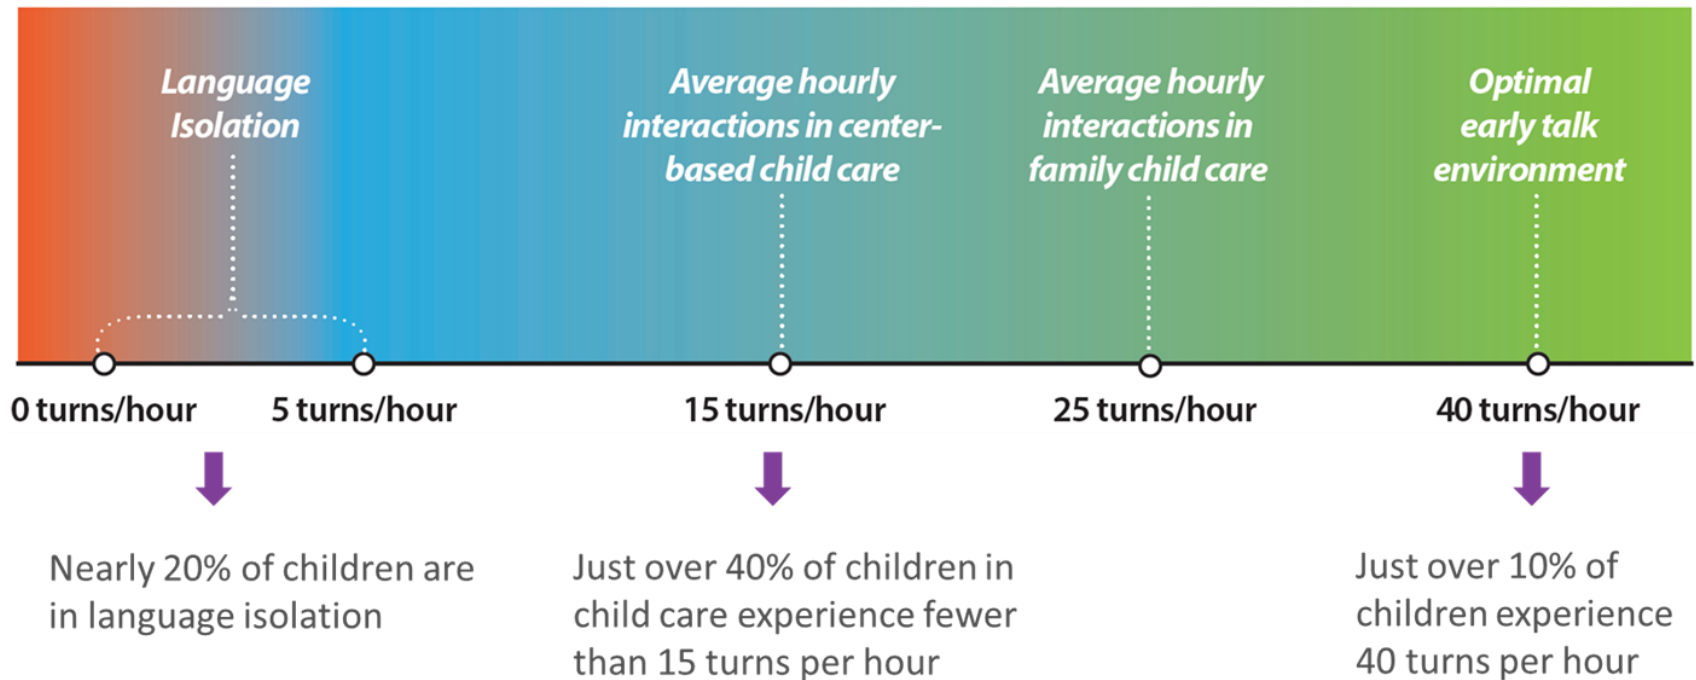 Language
Isolation
Average hourly
interactions in center-
based child care
Average hourly
interactions in
family child care
Optimal
early talk
environment
0 turns/hour
5 turns/hour
15 turns/hour
25 turns/hour
40 turns/hour
Nearly 20% of children are
in language isolation
Just over 40% of children in
child care experience fewer
than 15 turns per hour
Just over 10% of
children experience
40 turns per hour